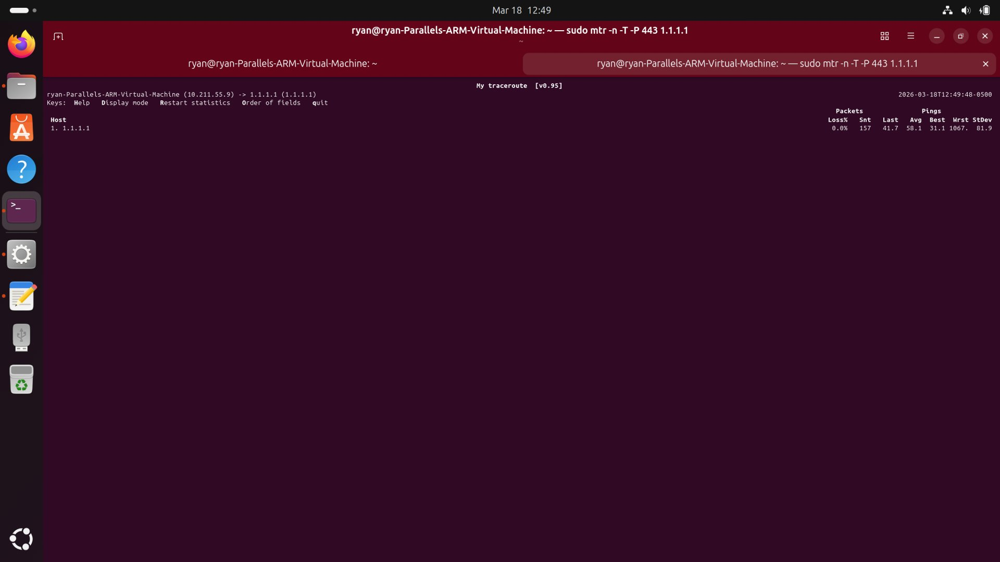 Mar 18 12:49
ryan@ryan-Parallels-ARM-Virtual-Machine: ~ — sudo mtr -n -T -P 443 1.1.1.1
~
ryan@ryan-Parallels-ARM-Virtual-Machine: ~
ryan@ryan-Parallels-ARM-Virtual-Machine: ~ — sudo mtr -n -T -P 443 1.1.1.1
My traceroute [v0.95]
ryan-Parallels-ARM-Virtual-Machine (10.211.55.9) -> 1.1.1.1 (1.1.1.1) 2026-03-18T12:49:48-0500
Keys: Help Display mode Restart statistics Order of fields quit
Packets Pings
Host Loss% Snt Last Avg Best Wrst StDev
1. 1.1.1.1 0.0% 157 41.7 58.1 31.1 1067. 81.9